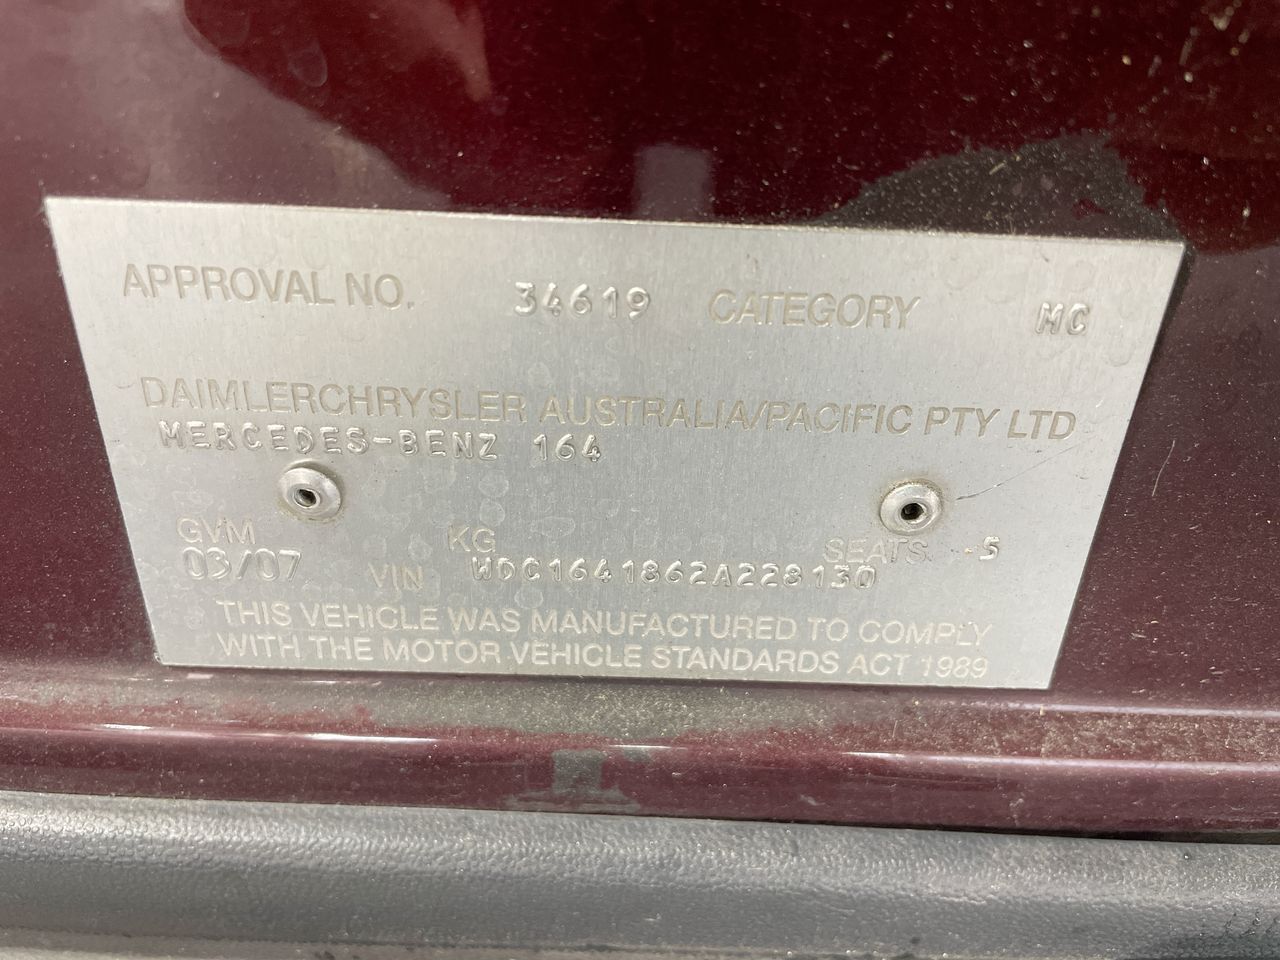 APPROVAL NO. 34619 CATEGORY MC
DAIMLERCHRYSLER AUSTRALIA/PACIFIC PTY LTD
MERCEDES-BENZ 164
GVM KG SEATS 5
03/07 VIN WDC1641862A228130
THIS VEHICLE WAS MANUFACTURED TO COMPLY
WITH THE MOTOR VEHICLE STANDARDS ACT 1989